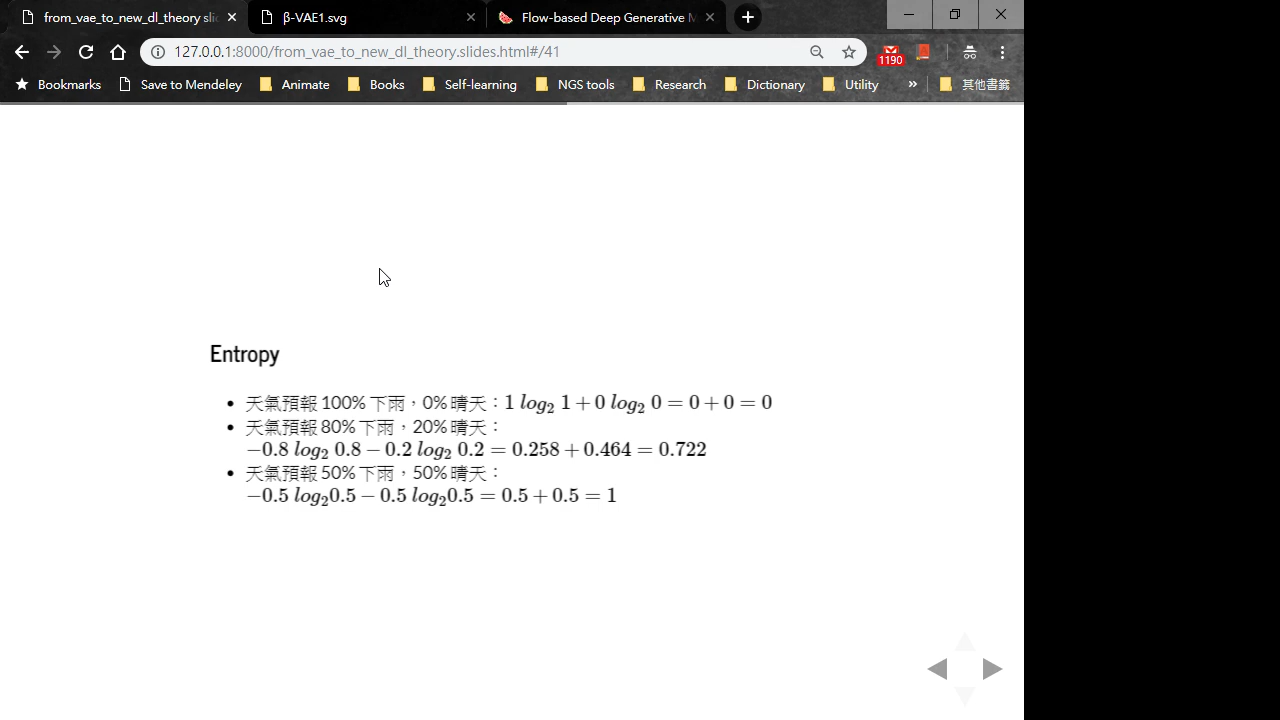 from_vae_to_new_dl_theory sli
β-VAE1.svg
Flow-based Deep Generative M
127.0.0.1:8000/from_vae_to_new_dl_theory.slides.html#/41
1190
Bookmarks Save to Mendeley Animate Books Self-learning NGS tools Research Dictionary Utility » 其他書籤
Entropy
• 天氣預報 100% 下雨，0% 晴天：1 log₂ 1 + 0 log₂ 0 = 0 + 0 = 0
• 天氣預報 80% 下雨，20% 晴天：
−0.8 log₂ 0.8 − 0.2 log₂ 0.2 = 0.258 + 0.464 = 0.722
• 天氣預報 50% 下雨，50% 晴天：
−0.5 log₂0.5 − 0.5 log₂0.5 = 0.5 + 0.5 = 1